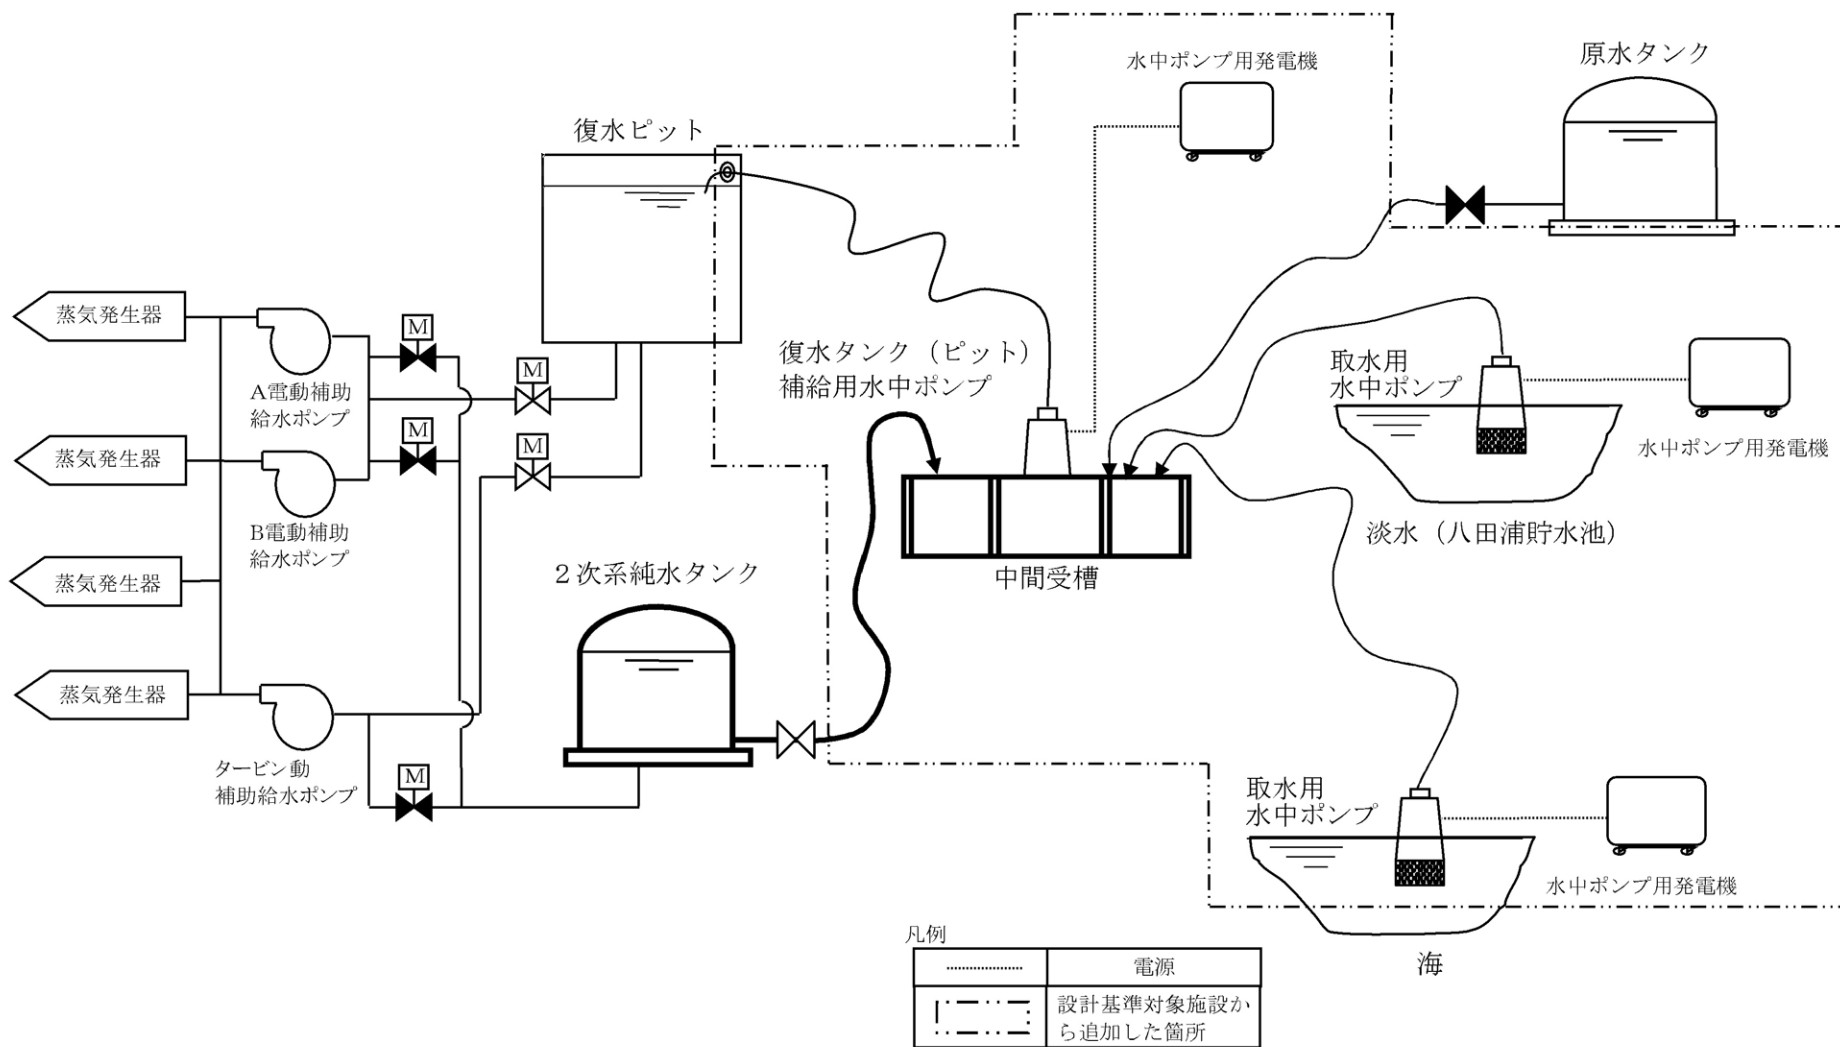 水中ポンプ用発電機
原水タンク
復水ピット
蒸気発生器
M
A電動補助
給水ポンプ
M
復水タンク（ピット）
補給用水中ポンプ
取水用
水中ポンプ
水中ポンプ用発電機
蒸気発生器
M
M
B電動補助
給水ポンプ
淡水（八田浦貯水池）
中間受槽
蒸気発生器
２次系純水タンク
蒸気発生器
タービン動
補助給水ポンプ
M
取水用
水中ポンプ
水中ポンプ用発電機
海
凡例
電源
設計基準対象施設か
ら追加した箇所